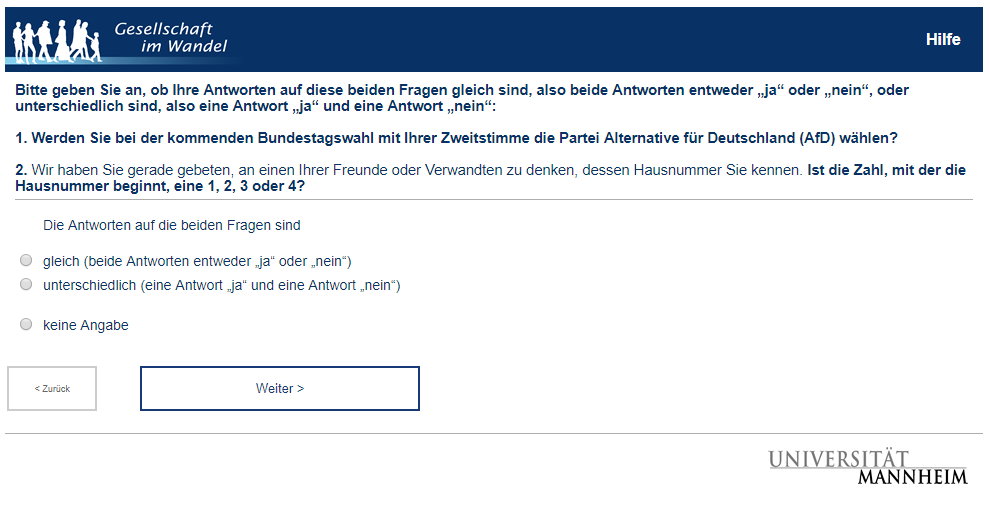 Gesellschaft
im Wandel
Hilfe
Bitte geben Sie an, ob Ihre Antworten auf diese beiden Fragen gleich sind, also beide Antworten entweder „ja“ oder „nein“, oder
unterschiedlich sind, also eine Antwort „ja“ und eine Antwort „nein“:
1. Werden Sie bei der kommenden Bundestagswahl mit Ihrer Zweitstimme die Partei Alternative für Deutschland (AfD) wählen?
2. Wir haben Sie gerade gebeten, an einen Ihrer Freunde oder Verwandten zu denken, dessen Hausnummer Sie kennen. Ist die Zahl, mit der die
Hausnummer beginnt, eine 1, 2, 3 oder 4?
Die Antworten auf die beiden Fragen sind
gleich (beide Antworten entweder „ja“ oder „nein“)
unterschiedlich (eine Antwort „ja“ und eine Antwort „nein“)
keine Angabe
< Zurück
Weiter >
UNIVERSITÄT
MANNHEIM